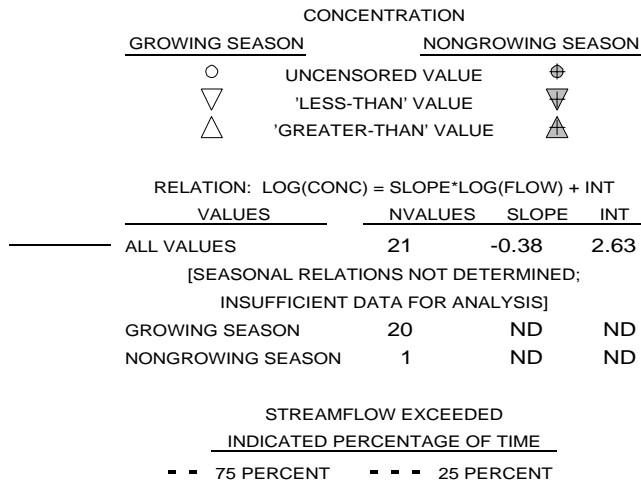 CONCENTRATION
GROWING SEASON NONGROWING SEASON
UNCENSORED VALUE
'LESS-THAN' VALUE
'GREATER-THAN' VALUE
RELATION: LOG(CONC) = SLOPE*LOG(FLOW) + INT
VALUES NVALUES SLOPE INT
ALL VALUES 21 -0.38 2.63
[SEASONAL RELATIONS NOT DETERMINED;
INSUFFICIENT DATA FOR ANALYSIS]
GROWING SEASON 20 ND ND
NONGROWING SEASON 1 ND ND
STREAMFLOW EXCEEDED
INDICATED PERCENTAGE OF TIME
75 PERCENT 25 PERCENT